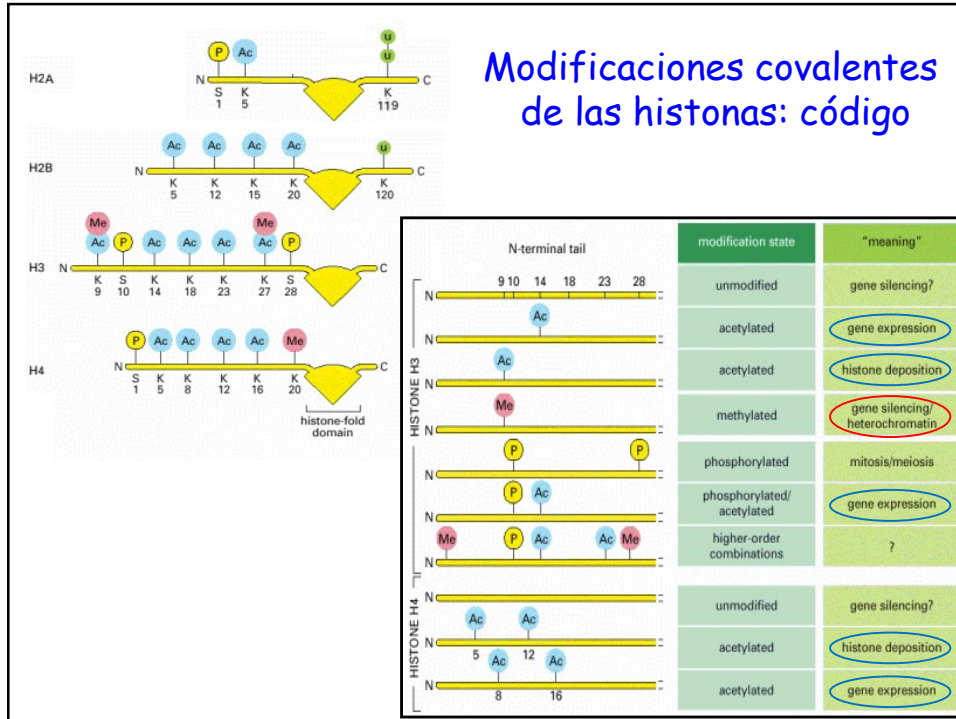 Modificaciones covalentes
de las histonas: código
P Ac u
u
H2A N C
S K K
1 5 119
Ac Ac Ac Ac u
H2B N C
K K K K K
5 12 15 20 120
Me Me
Ac P Ac Ac Ac Ac P
H3 N C
K S K K K K S
9 10 14 18 23 27 28
P Ac Ac Ac Ac Me
H4 N C
S K K K K K
1 5 8 12 16 20
histone-fold
domain
N-terminal tail modification state "meaning"
HISTONE H3
9 10 14 18 23 28
N unmodified gene silencing?
Ac
N acetylated gene expression
Ac
N acetylated histone deposition
Me
N methylated gene silencing/
heterochromatin
P P
N phosphorylated mitosis/meiosis
P Ac
N phosphorylated/
acetylated gene expression
Me P Ac Ac Me
N higher-order
combinations ?
HISTONE H4
N unmodified gene silencing?
Ac Ac
N acetylated histone deposition
5 12
Ac Ac
N acetylated gene expression
8 16